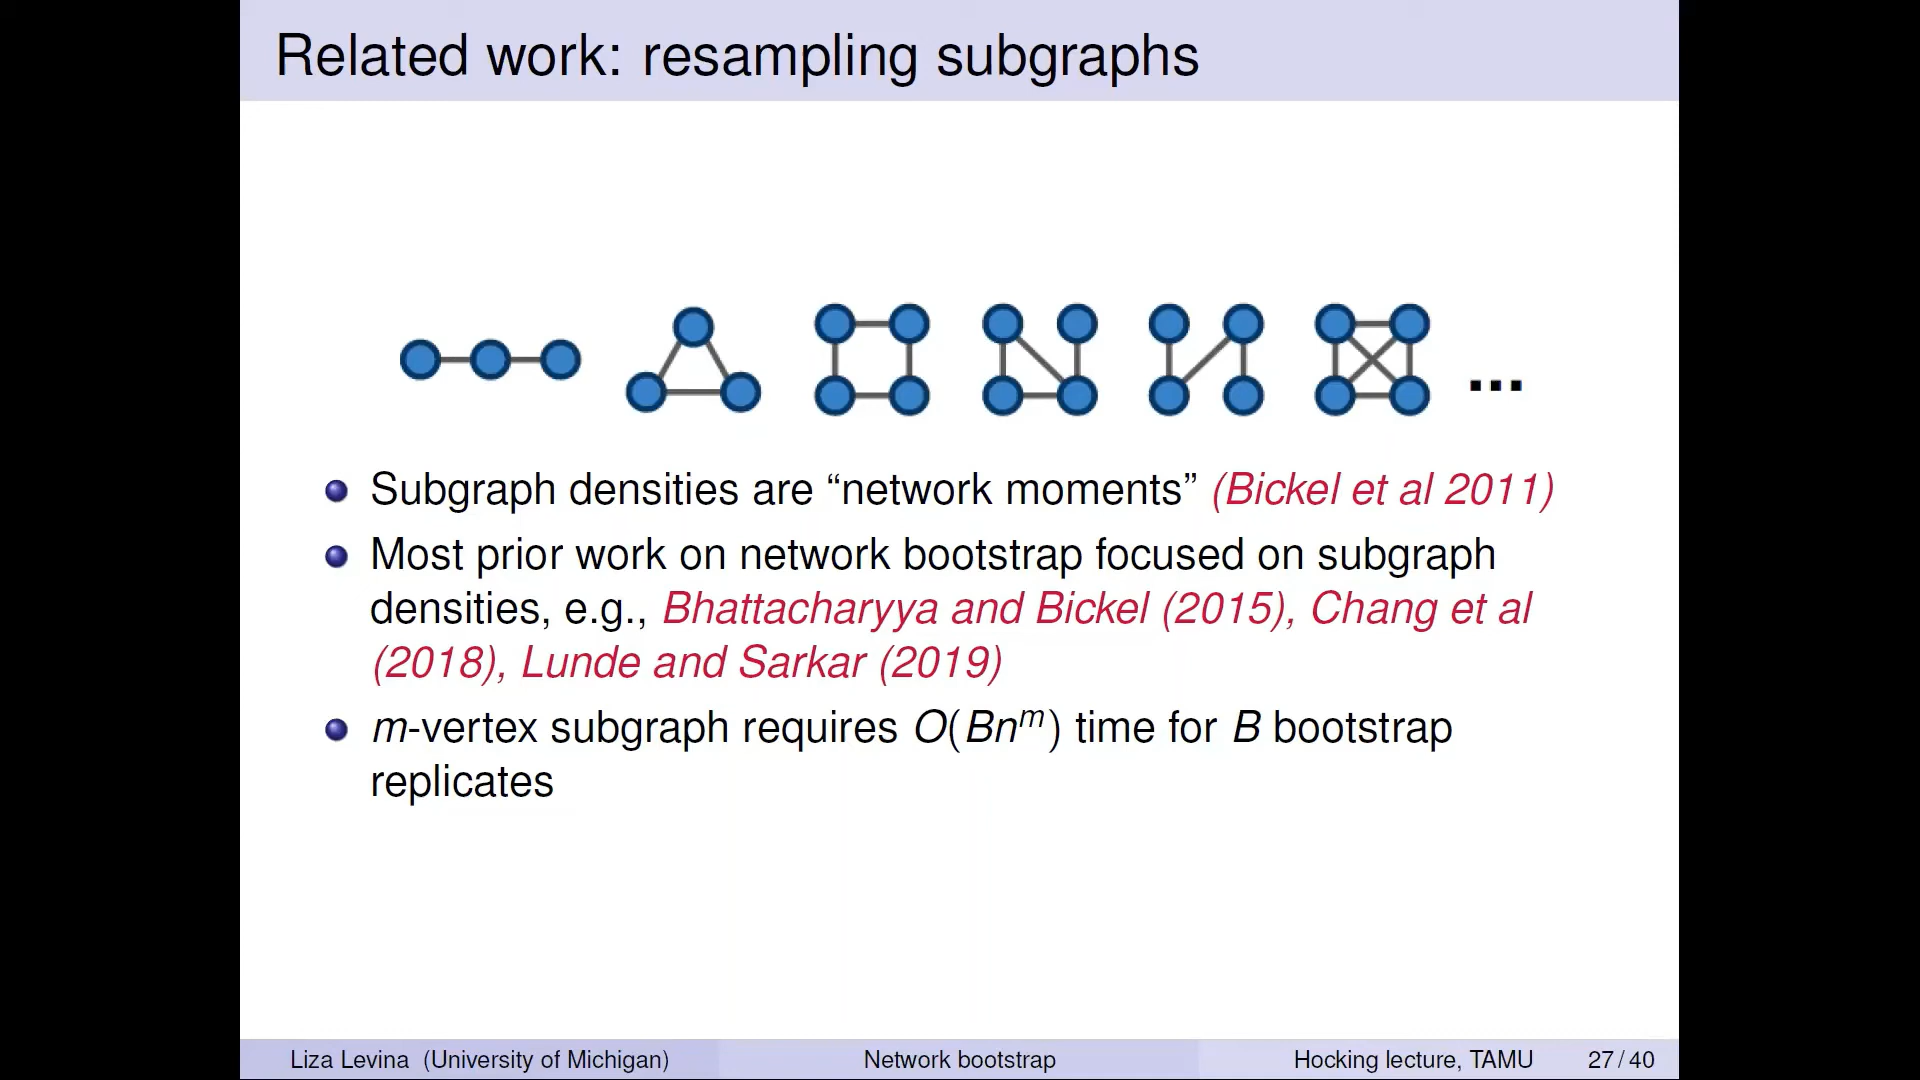 Related work: resampling subgraphs
...
Subgraph densities are “network moments” (Bickel et al 2011)
Most prior work on network bootstrap focused on subgraph
densities, e.g., Bhattacharyya and Bickel (2015), Chang et al
(2018), Lunde and Sarkar (2019)
m-vertex subgraph requires O(Bnᵐ) time for B bootstrap
replicates
Liza Levina (University of Michigan) Network bootstrap Hocking lecture, TAMU 27 / 40